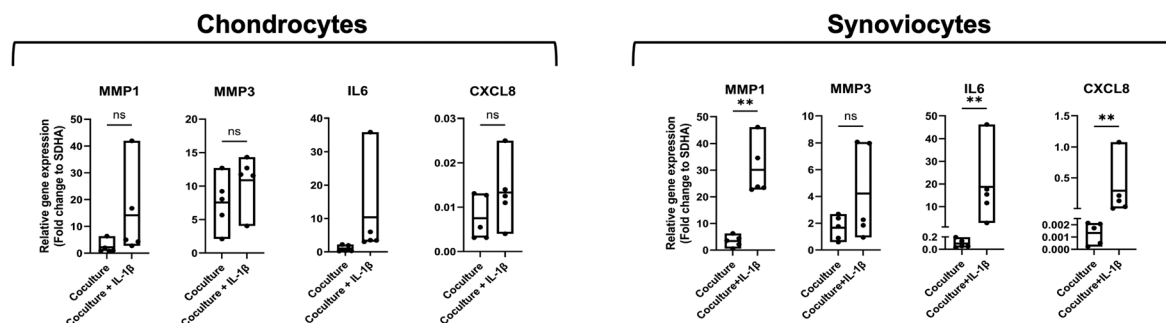 Chondrocytes
Synoviocytes
Relative gene expression
(Fold change to SDHA)
MMP1
ns
50
40
30
20
10
0
Coculture
Coculture + IL-1β
MMP3
ns
20
15
10
5
0
Coculture
Coculture + IL-1β
IL6
40
30
20
10
0
Coculture
Coculture + IL-1β
CXCL8
ns
0.03
0.02
0.01
0.00
Coculture
Coculture + IL-1β
Relative gene expression
(Fold change to SDHA)
MMP1
**
50
40
30
20
10
0
Coculture
Coculture+IL-1β
MMP3
ns
10
8
6
4
2
0
Coculture
Coculture+IL-1β
IL6
**
50
40
30
20
10
0.2
0.0
Coculture
Coculture+IL-1β
CXCL8
**
1.5
1.0
0.5
0.002
0.001
0.000
Coculture
Coculture+IL-1β